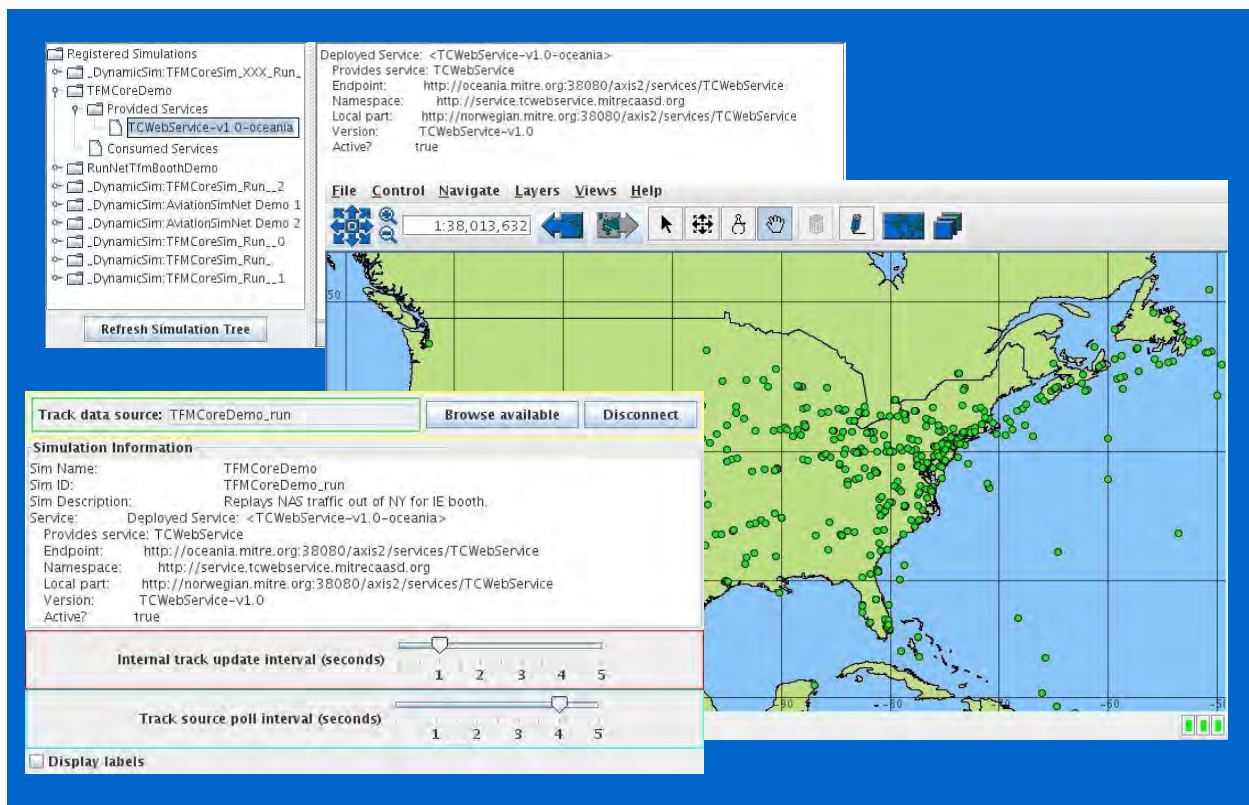 Registered Simulations
_DynamicSim:TFMCoreSim_XXX_Run_
TFMCoreDemo
Provided Services
TCWebService-v1.0-oceania
Consumed Services
RunNetTfmBoothDemo
_DynamicSim:TFMCoreSim_Run__2
_DynamicSim:AviationSimNet Demo 1
_DynamicSim:AviationSimNet Demo 2
_DynamicSim:TFMCoreSim_Run__0
_DynamicSim:TFMCoreSim_Run_
_DynamicSim:TFMCoreSim_Run__1
Refresh Simulation Tree
Deployed Service: <TCWebService-v1.0-oceania>
Provides service: TCWebService
Endpoint: http://oceania.mitre.org:38080/axis2/services/TCWebService
Namespace: http://service.tcwebservice.mitrecaasd.org
Local part: http://norwegian.mitre.org:38080/axis2/services/TCWebService
Version: TCWebService-v1.0
Active? true
File Control Navigate Layers Views Help
1:38,013,632
50
-90 -80 -70 -60 -50
Track data source: TFMCoreDemo_run Browse available Disconnect
Simulation Information
Sim Name: TFMCoreDemo
Sim ID: TFMCoreDemo_run
Sim Description: Replays NAS traffic out of NY for IE booth.
Service: Deployed Service: <TCWebService-v1.0-oceania>
Provides service: TCWebService
Endpoint: http://oceania.mitre.org:38080/axis2/services/TCWebService
Namespace: http://service.tcwebservice.mitrecaasd.org
Local part: http://norwegian.mitre.org:38080/axis2/services/TCWebService
Version: TCWebService-v1.0
Active? true
Internal track update interval (seconds)
1 2 3 4 5
Track source poll interval (seconds)
1 2 3 4 5
Display labels